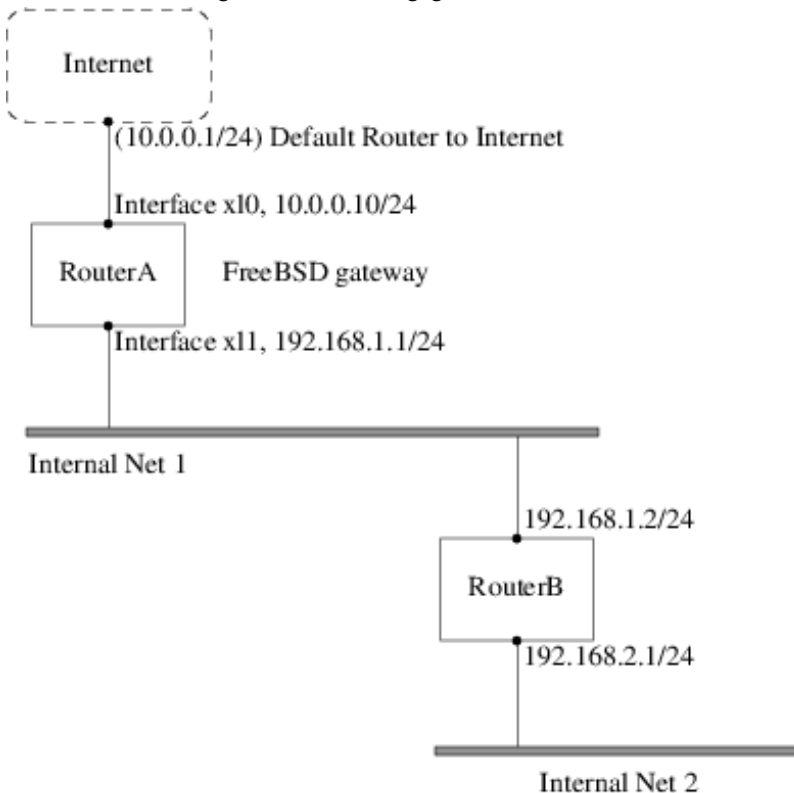 Internet
(10.0.0.1/24) Default Router to Internet
Interface xl0, 10.0.0.10/24
RouterA
FreeBSD gateway
Interface xl1, 192.168.1.1/24
Internal Net 1
192.168.1.2/24
RouterB
192.168.2.1/24
Internal Net 2